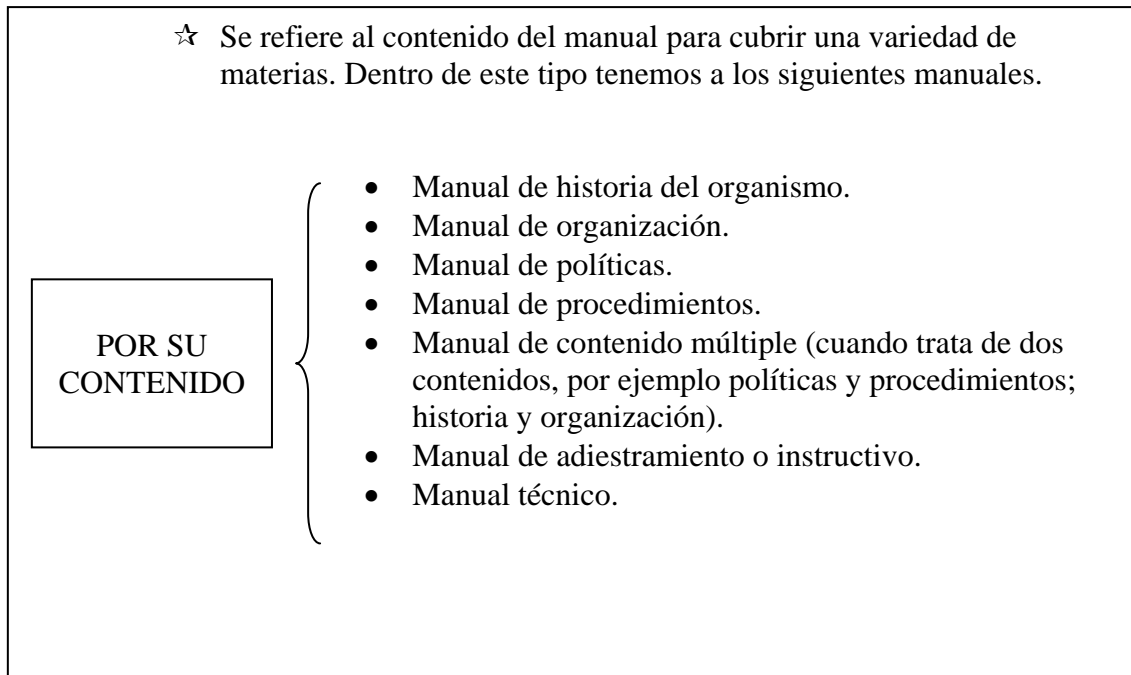 ☆ Se refiere al contenido del manual para cubrir una variedad de
materias. Dentro de este tipo tenemos a los siguientes manuales.
POR SU
CONTENIDO
• Manual de historia del organismo.
• Manual de organización.
• Manual de políticas.
• Manual de procedimientos.
• Manual de contenido múltiple (cuando trata de dos
contenidos, por ejemplo políticas y procedimientos;
historia y organización).
• Manual de adiestramiento o instructivo.
• Manual técnico.